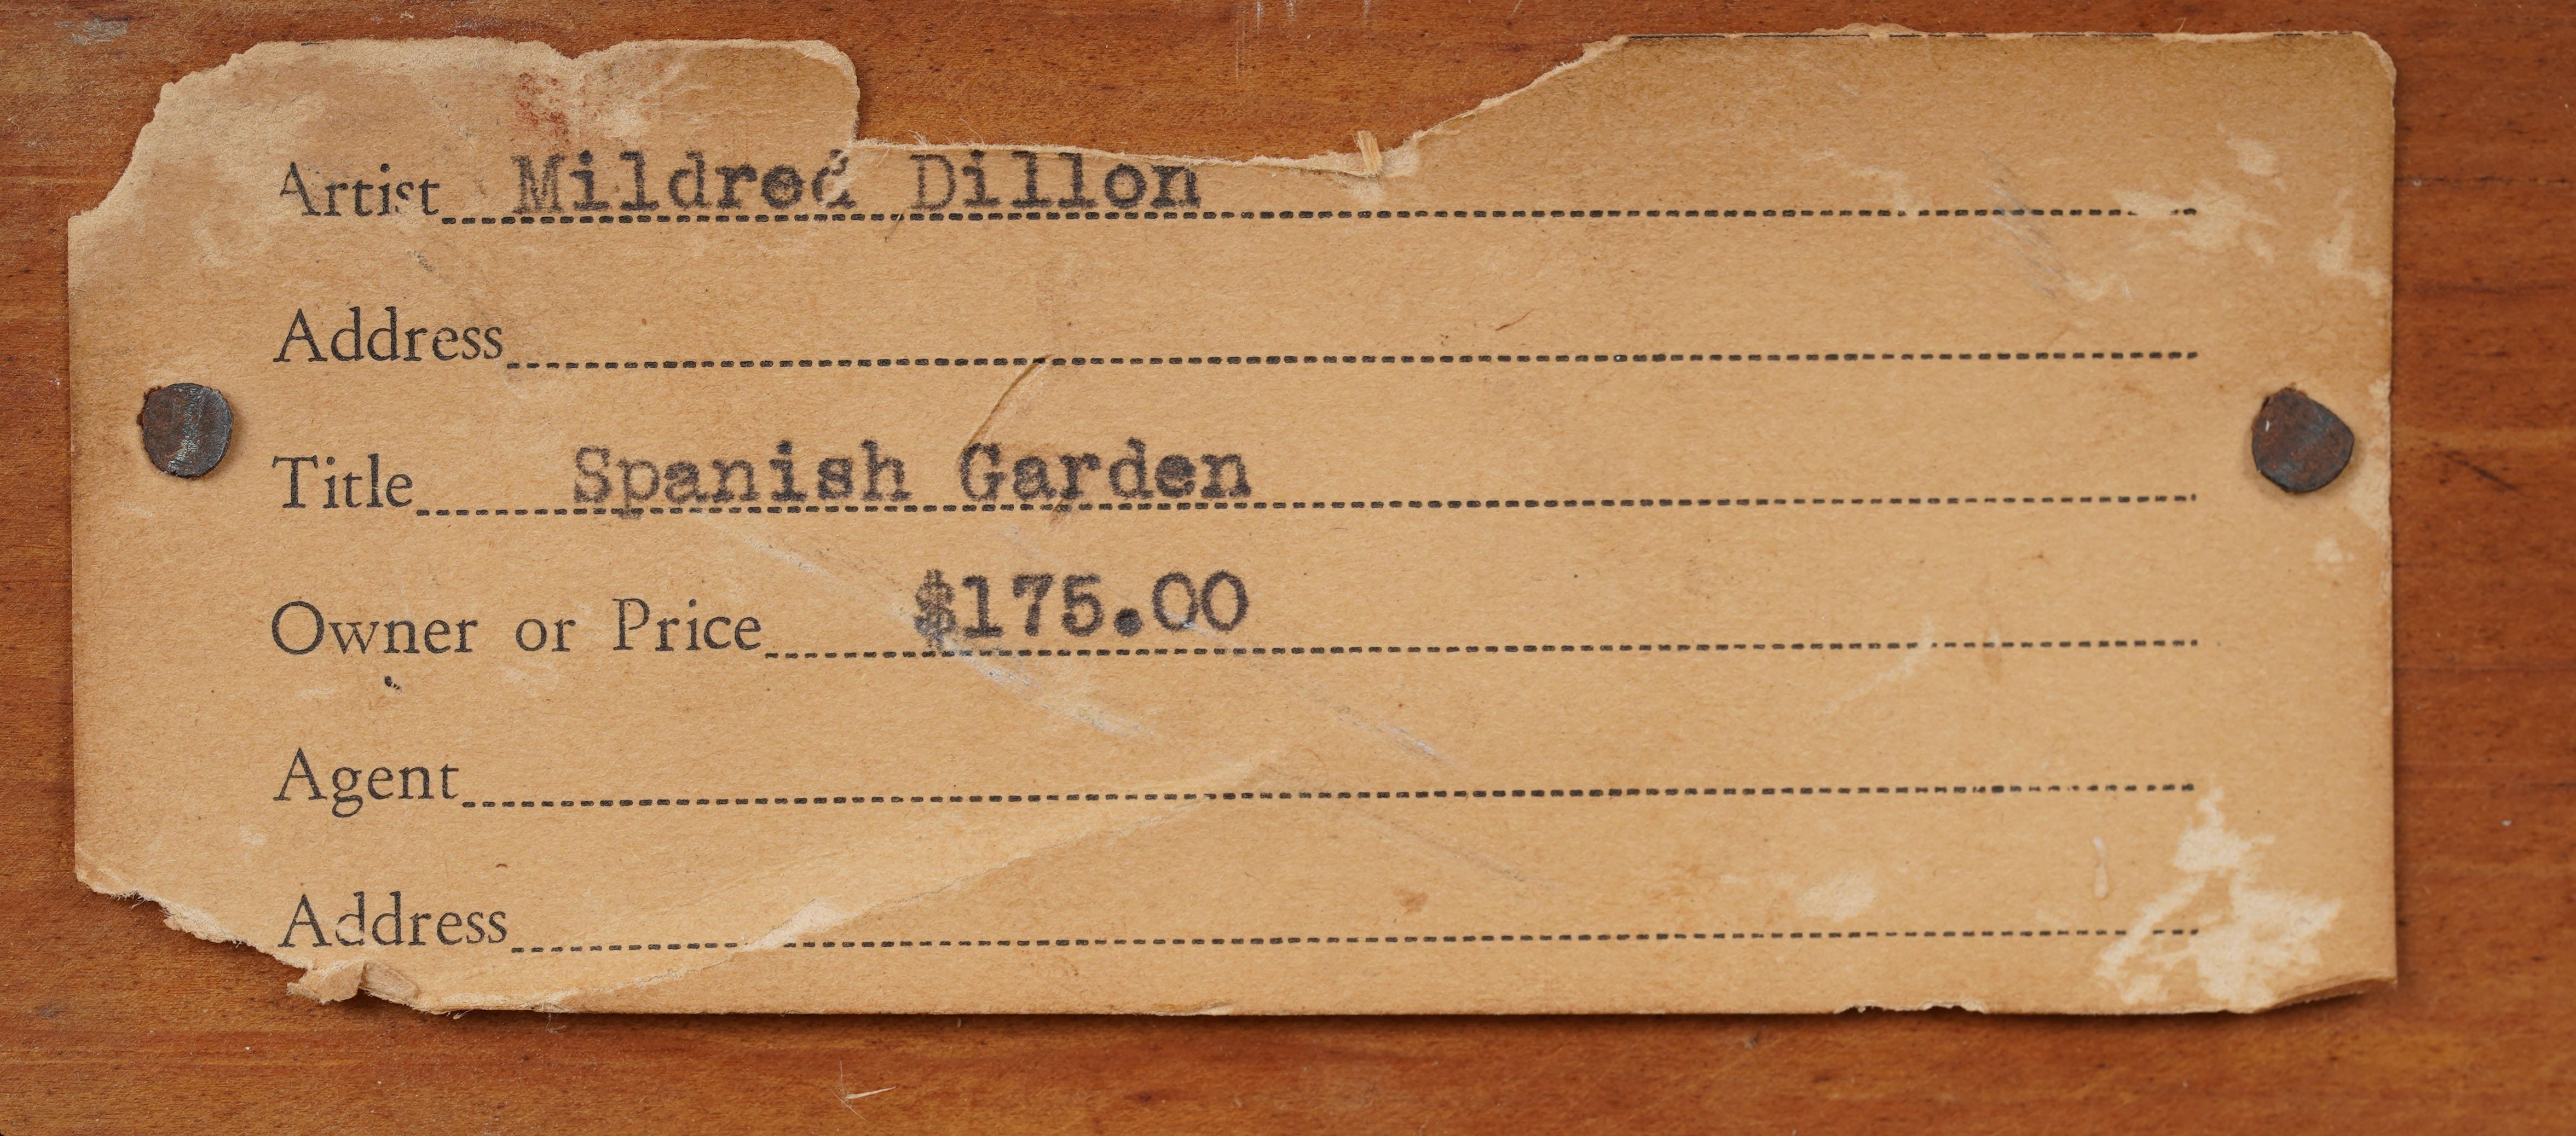 Artist Mildred Dillon
Address
Title Spanish Garden
Owner or Price $175.00
Agent
Address